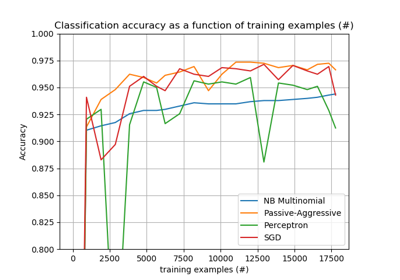 Classification accuracy as a function of training examples (#)
1.000
0.975
0.950
0.925
0.900
0.875
0.850
0.825
0.800
Accuracy
NB Multinomial
Passive-Aggressive
Perceptron
SGD
0 2500 5000 7500 10000 12500 15000 17500
training examples (#)